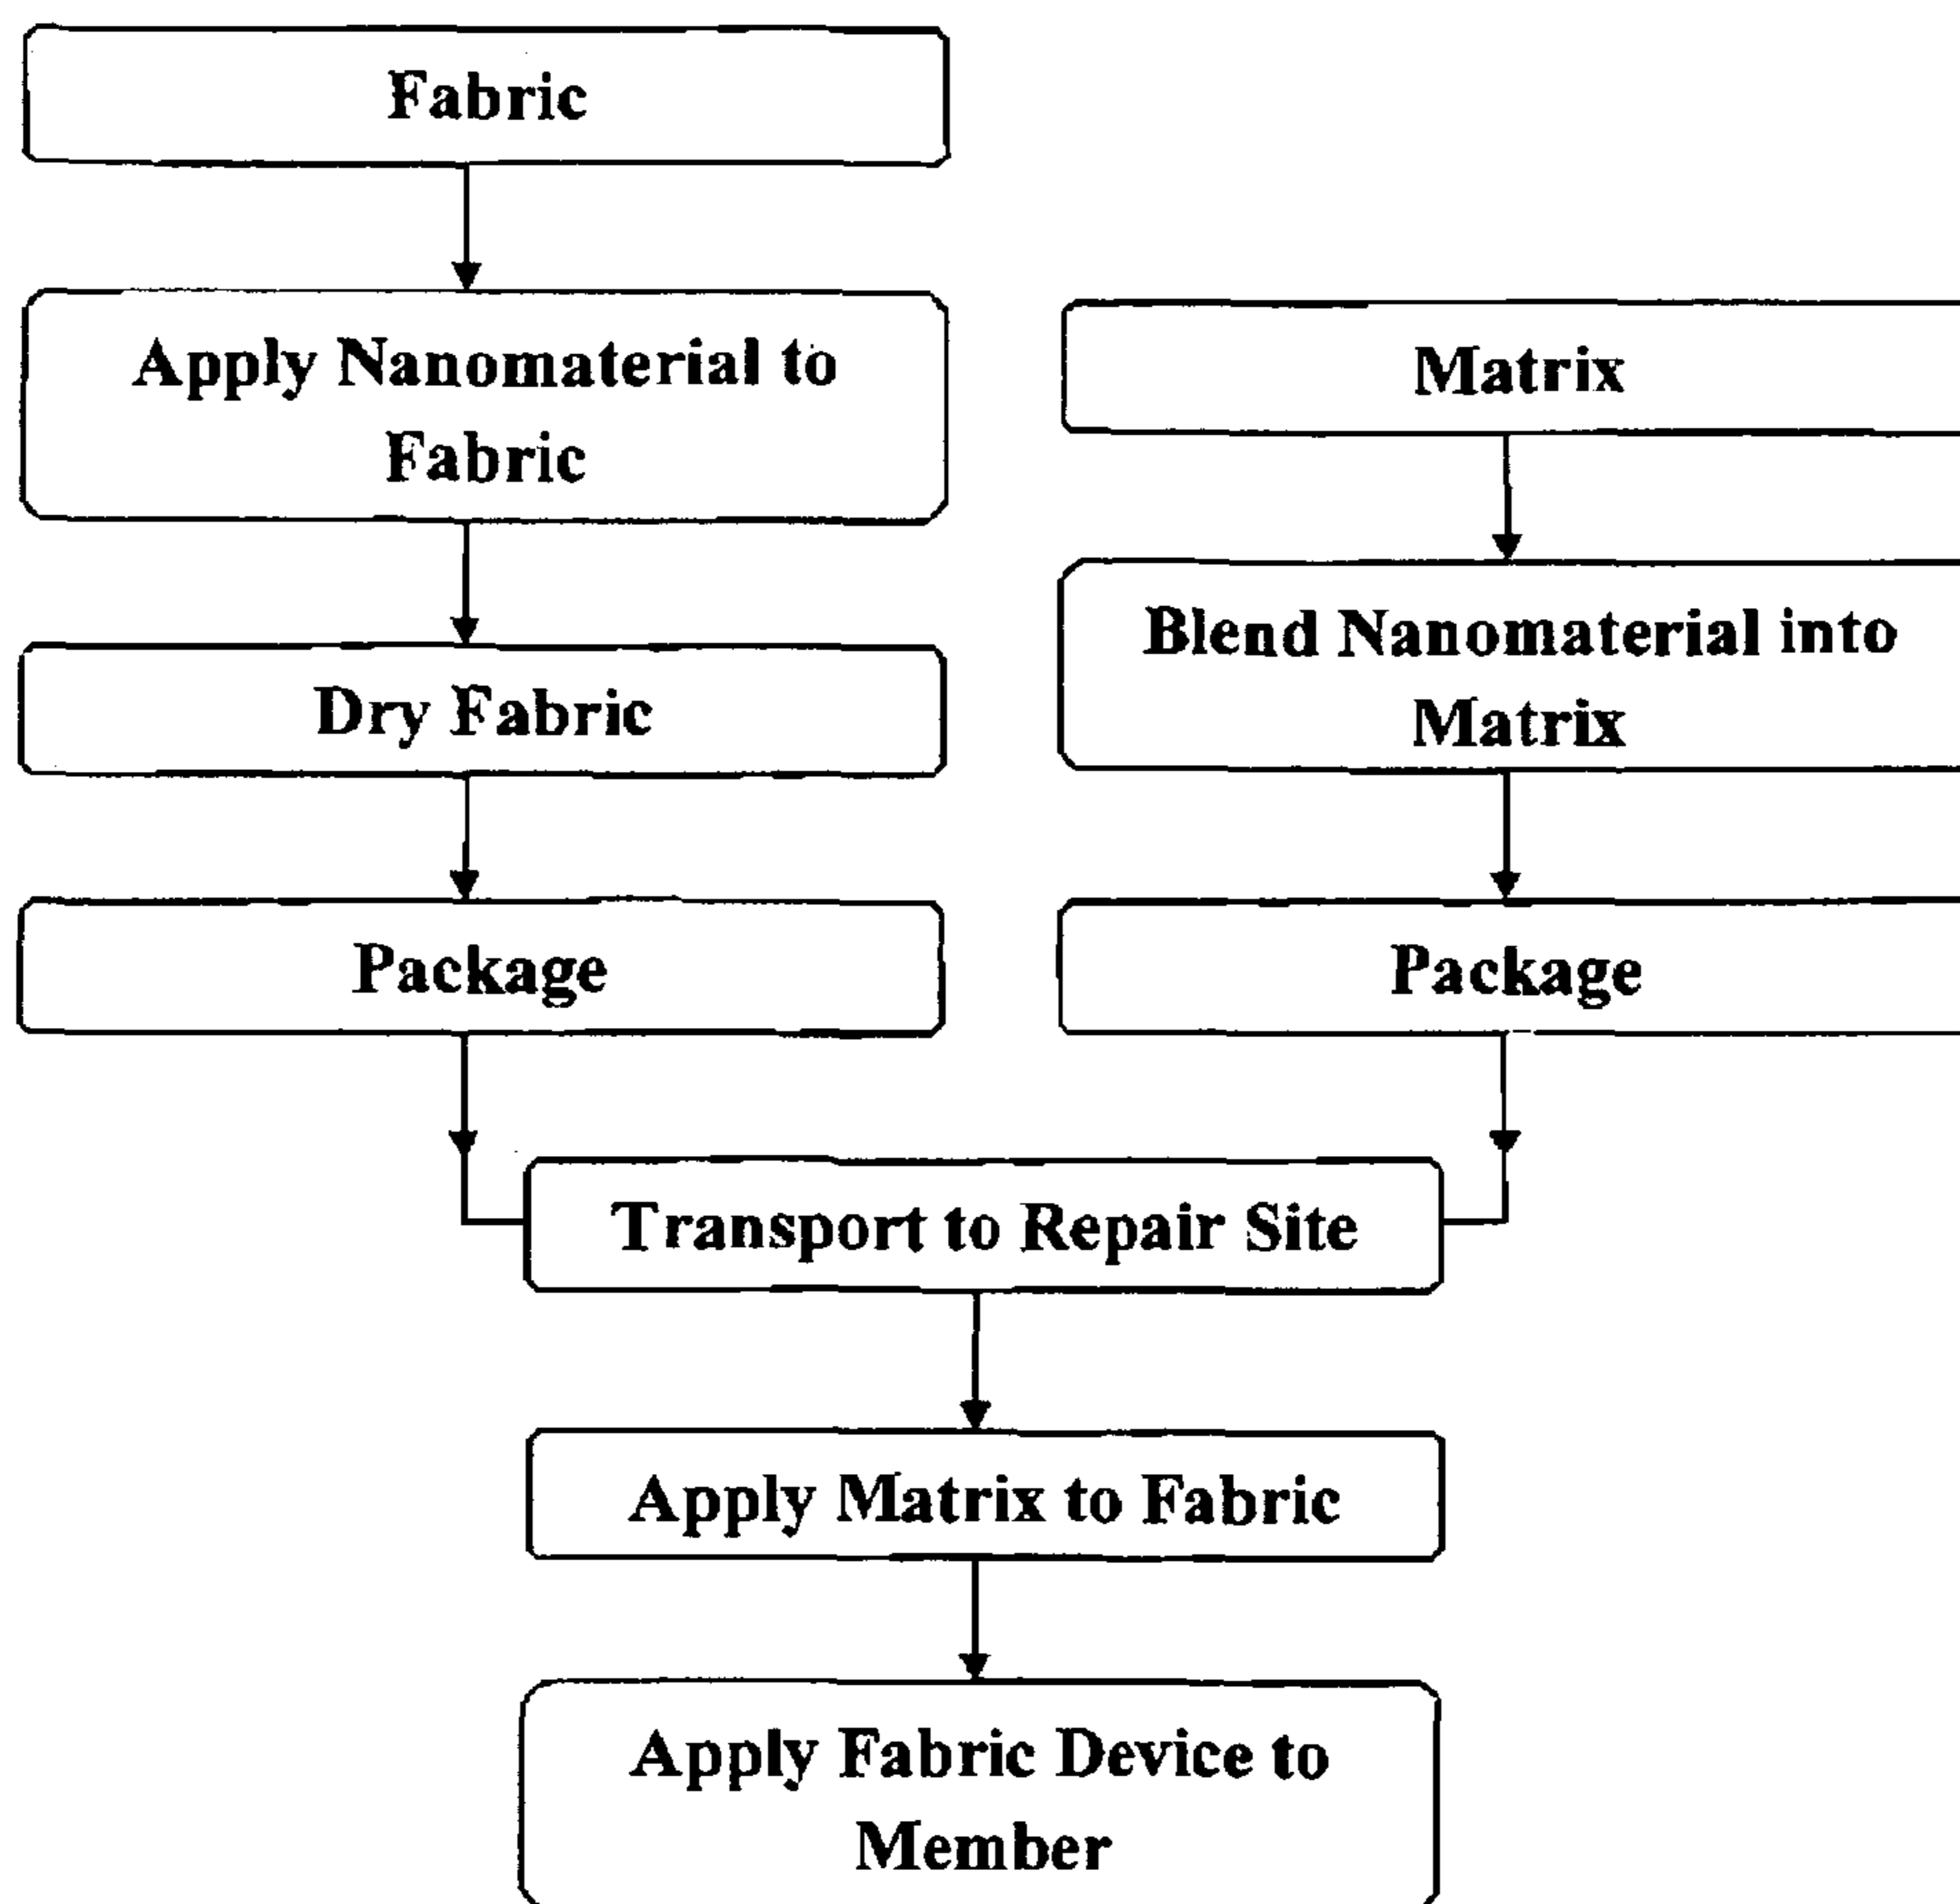 Fabric
Apply Nanomaterial to
Fabric
Dry Fabric
Package
Matrix
Blend Nanomaterial into
Matrix
Package
Transport to Repair Site
Apply Matrix to Fabric
Apply Fabric Device to
Member